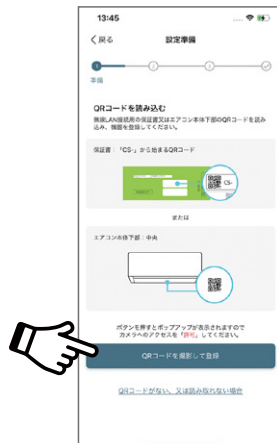 13:45
く戻る
設定準備
1
2
3
準備
QRコードを読み込む
無線LAN接続用の保証書又はエアコン本体下部のQRコードを読み
込み、機器を登録してください。
保証書：「CS-」から始まるQRコード
CS-
または
エアコン本体下部：中央
ボタンを押すとポップアップが表示されますので
カメラへのアクセスを「許可」してください。
QRコードを撮影して登録
QRコードがない、又は読み取れない場合